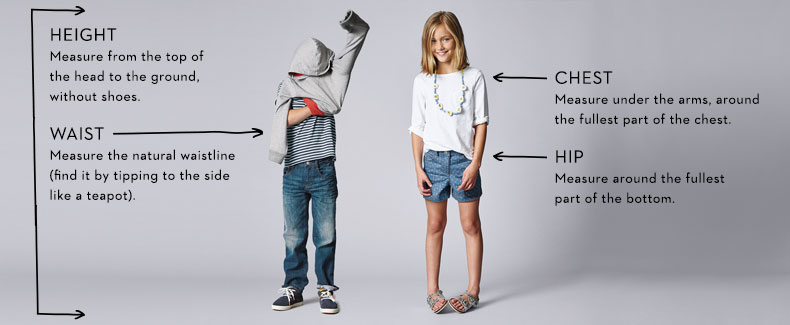 HEIGHT
Measure from the top of
the head to the ground,
without shoes.
WAIST
Measure the natural waistline
(find it by tipping to the side
like a teapot).
CHEST
Measure under the arms, around
the fullest part of the chest.
HIP
Measure around the fullest
part of the bottom.